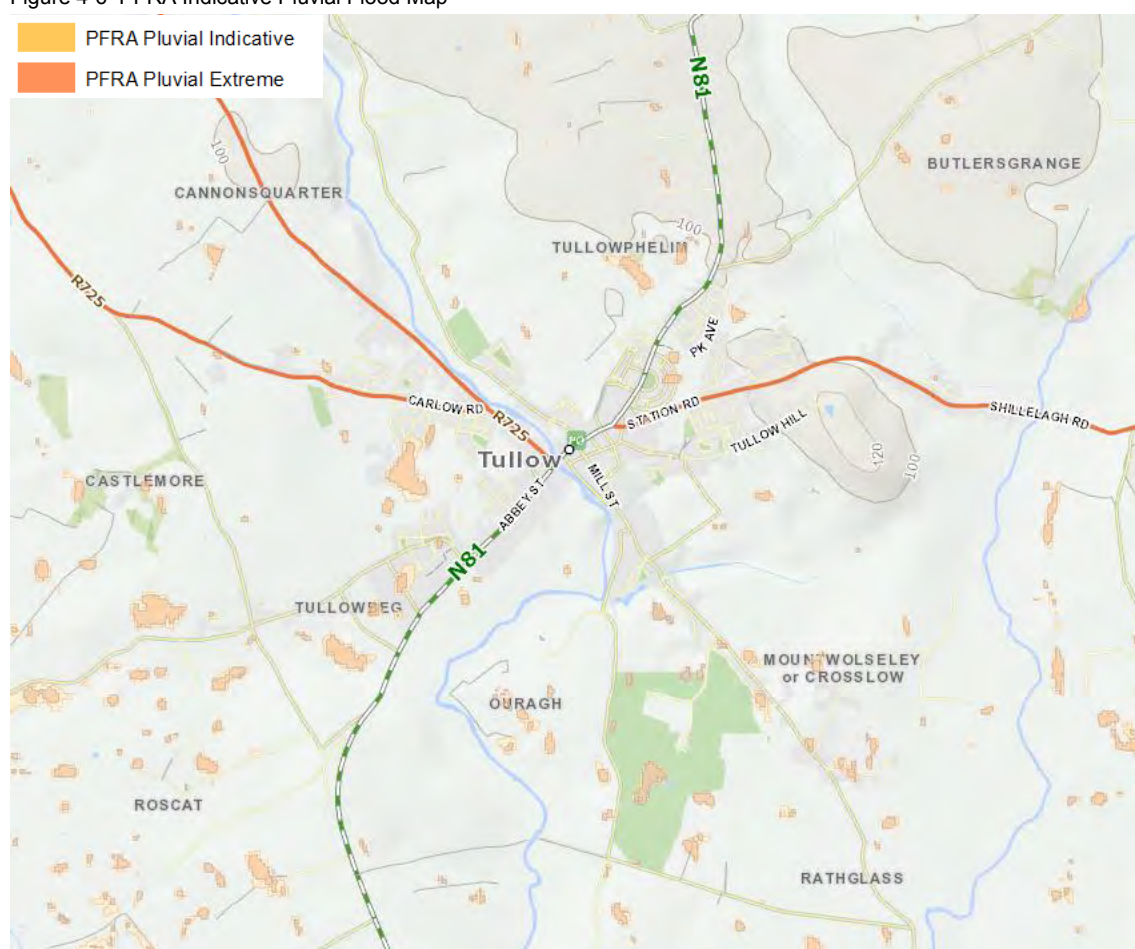 PFRA Pluvial Indicative
PFRA Pluvial Extreme
N81
BUTLERSGRANGE
100
CANNONSQUARTER
100
TULLOWPHELIM
R725
PK AVE
CARLOW RD
R725
STATION RD
SHILLELAGH RD
TULLOW HILL
PO
Tullow
120
100
MILL ST
CASTLEMORE
ABBEY ST
N81
TULLOWBEG
MOUNTWOLSELEY
or CROSSLOW
OURAGH
ROSCAT
RATHGLASS